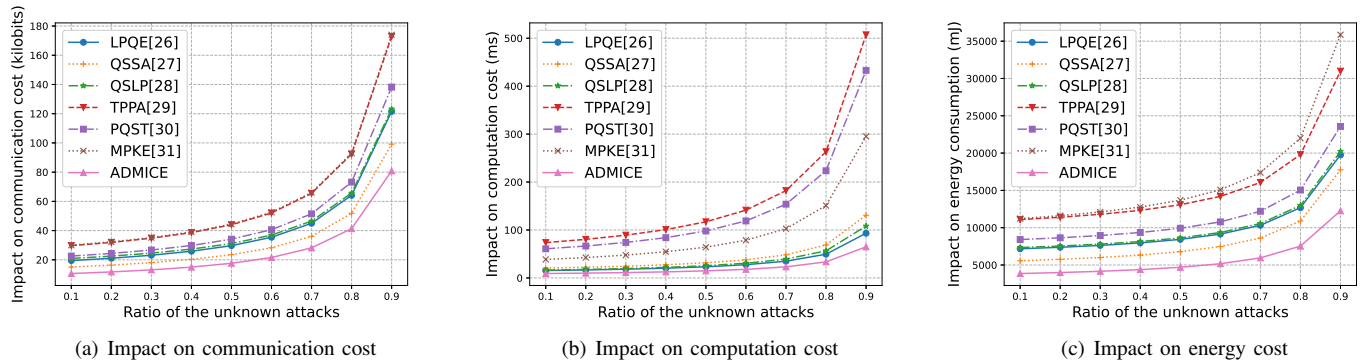 Impact on communication cost (kilobits)
180
160
140
120
100
80
60
40
20
LPQE[26]
QSSA[27]
QSLP[28]
TPPA[29]
PQST[30]
MPKE[31]
ADMICE
0.1 0.2 0.3 0.4 0.5 0.6 0.7 0.8 0.9
Ratio of the unknown attacks
(a) Impact on communication cost
Impact on computation cost (ms)
500
400
300
200
100
0
LPQE[26]
QSSA[27]
QSLP[28]
TPPA[29]
PQST[30]
MPKE[31]
ADMICE
0.1 0.2 0.3 0.4 0.5 0.6 0.7 0.8 0.9
Ratio of the unknown attacks
(b) Impact on computation cost
Impact on energy consumption (mJ)
35000
30000
25000
20000
15000
10000
5000
LPQE[26]
QSSA[27]
QSLP[28]
TPPA[29]
PQST[30]
MPKE[31]
ADMICE
0.1 0.2 0.3 0.4 0.5 0.6 0.7 0.8 0.9
Ratio of the unknown attacks
(c) Impact on energy cost